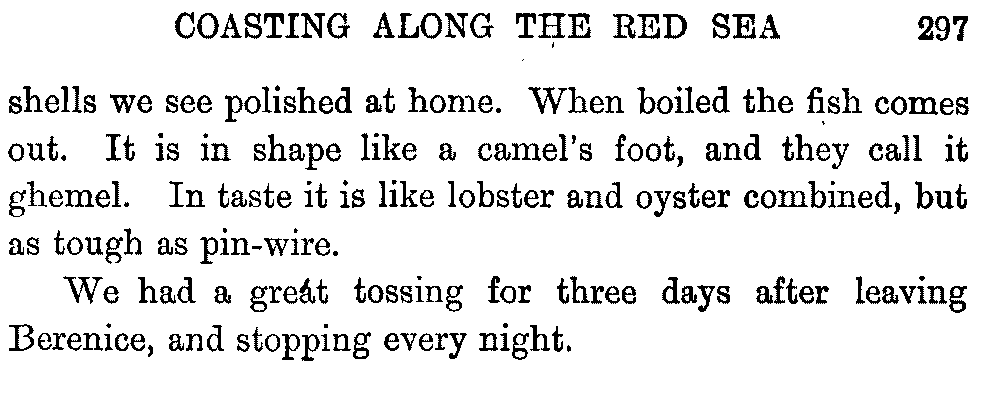 COASTING ALONG THE RED SEA 297
shells we see polished at home. When boiled the fish comes
out. It is in shape like a camel's foot, and they call it
ghemel. In taste it is like lobster and oyster combined, but
as tough as pin-wire.
We had a great tossing for three days after leaving
Berenice, and stopping every night.